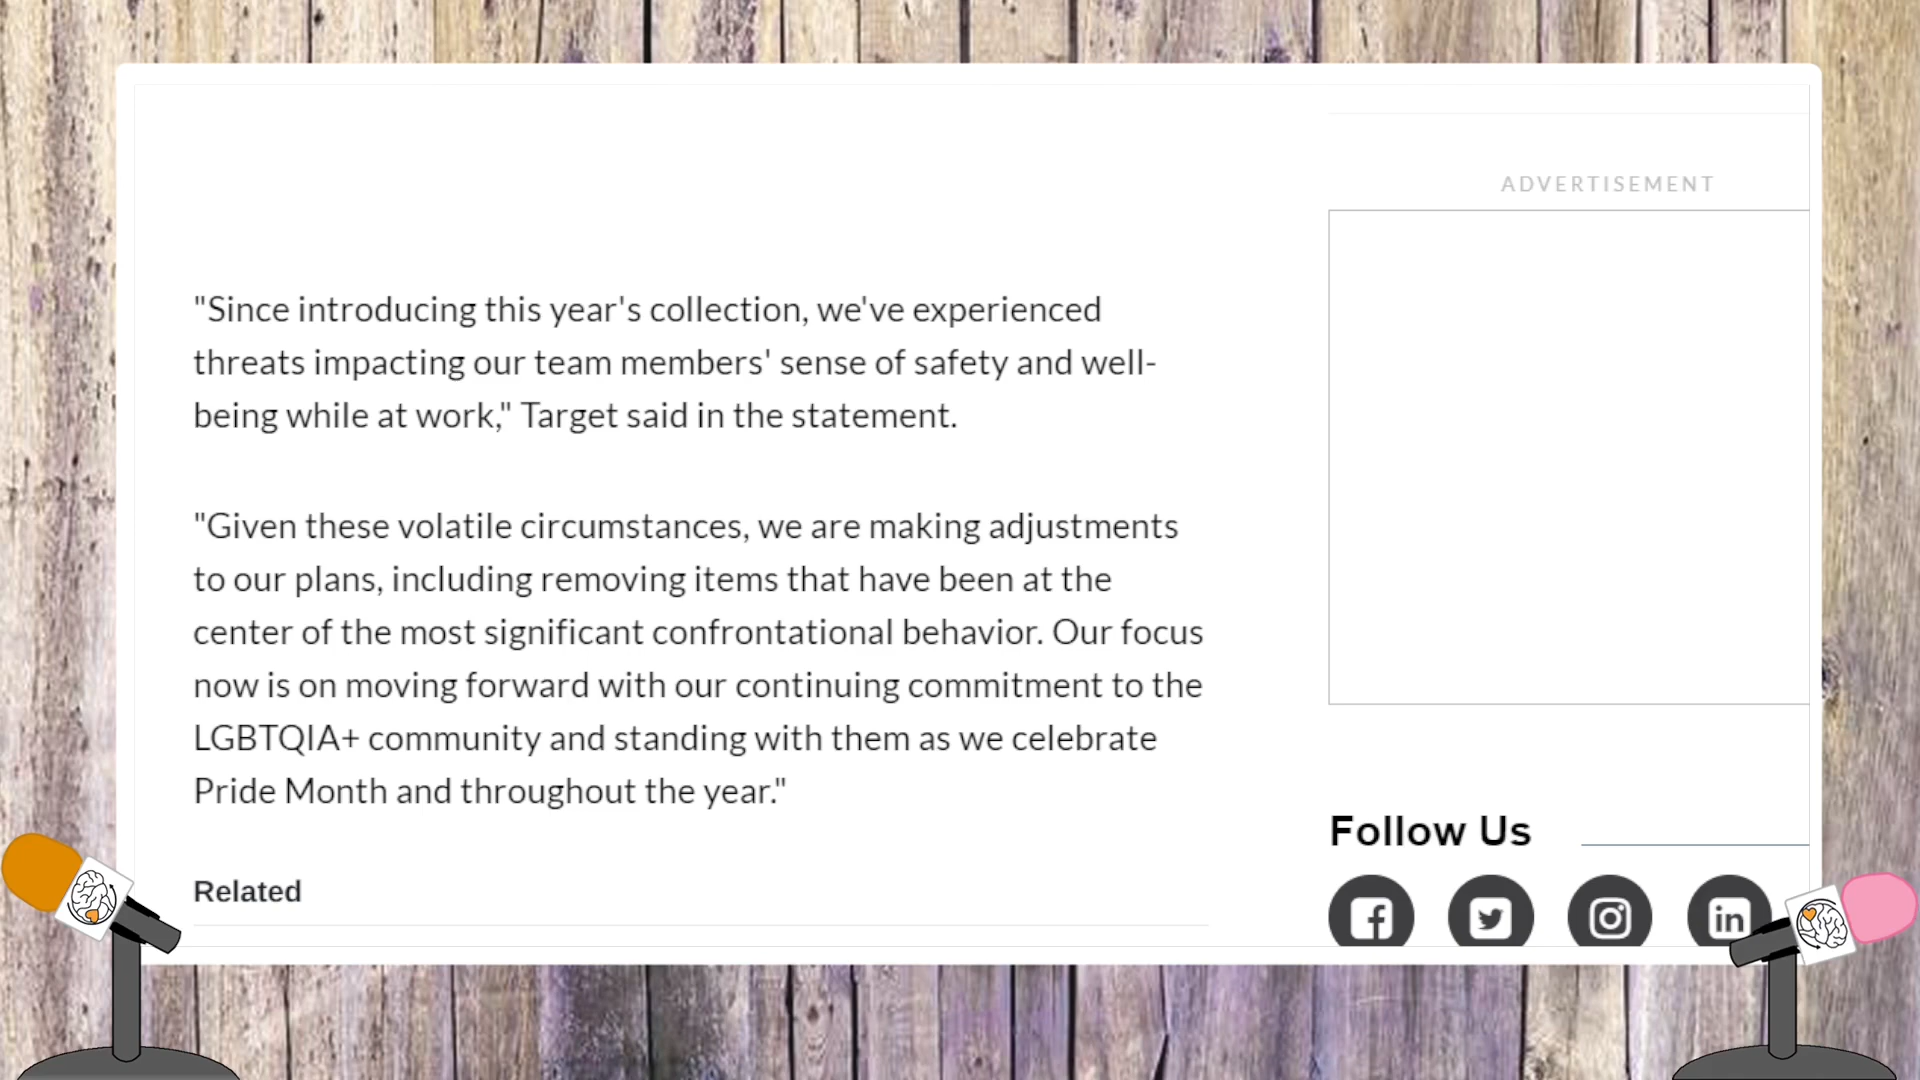 ADVERTISEMENT
"Since introducing this year's collection, we've experienced
threats impacting our team members' sense of safety and well-
being while at work," Target said in the statement.
"Given these volatile circumstances, we are making adjustments
to our plans, including removing items that have been at the
center of the most significant confrontational behavior. Our focus
now is on moving forward with our continuing commitment to the
LGBTQIA+ community and standing with them as we celebrate
Pride Month and throughout the year."
Related
Follow Us